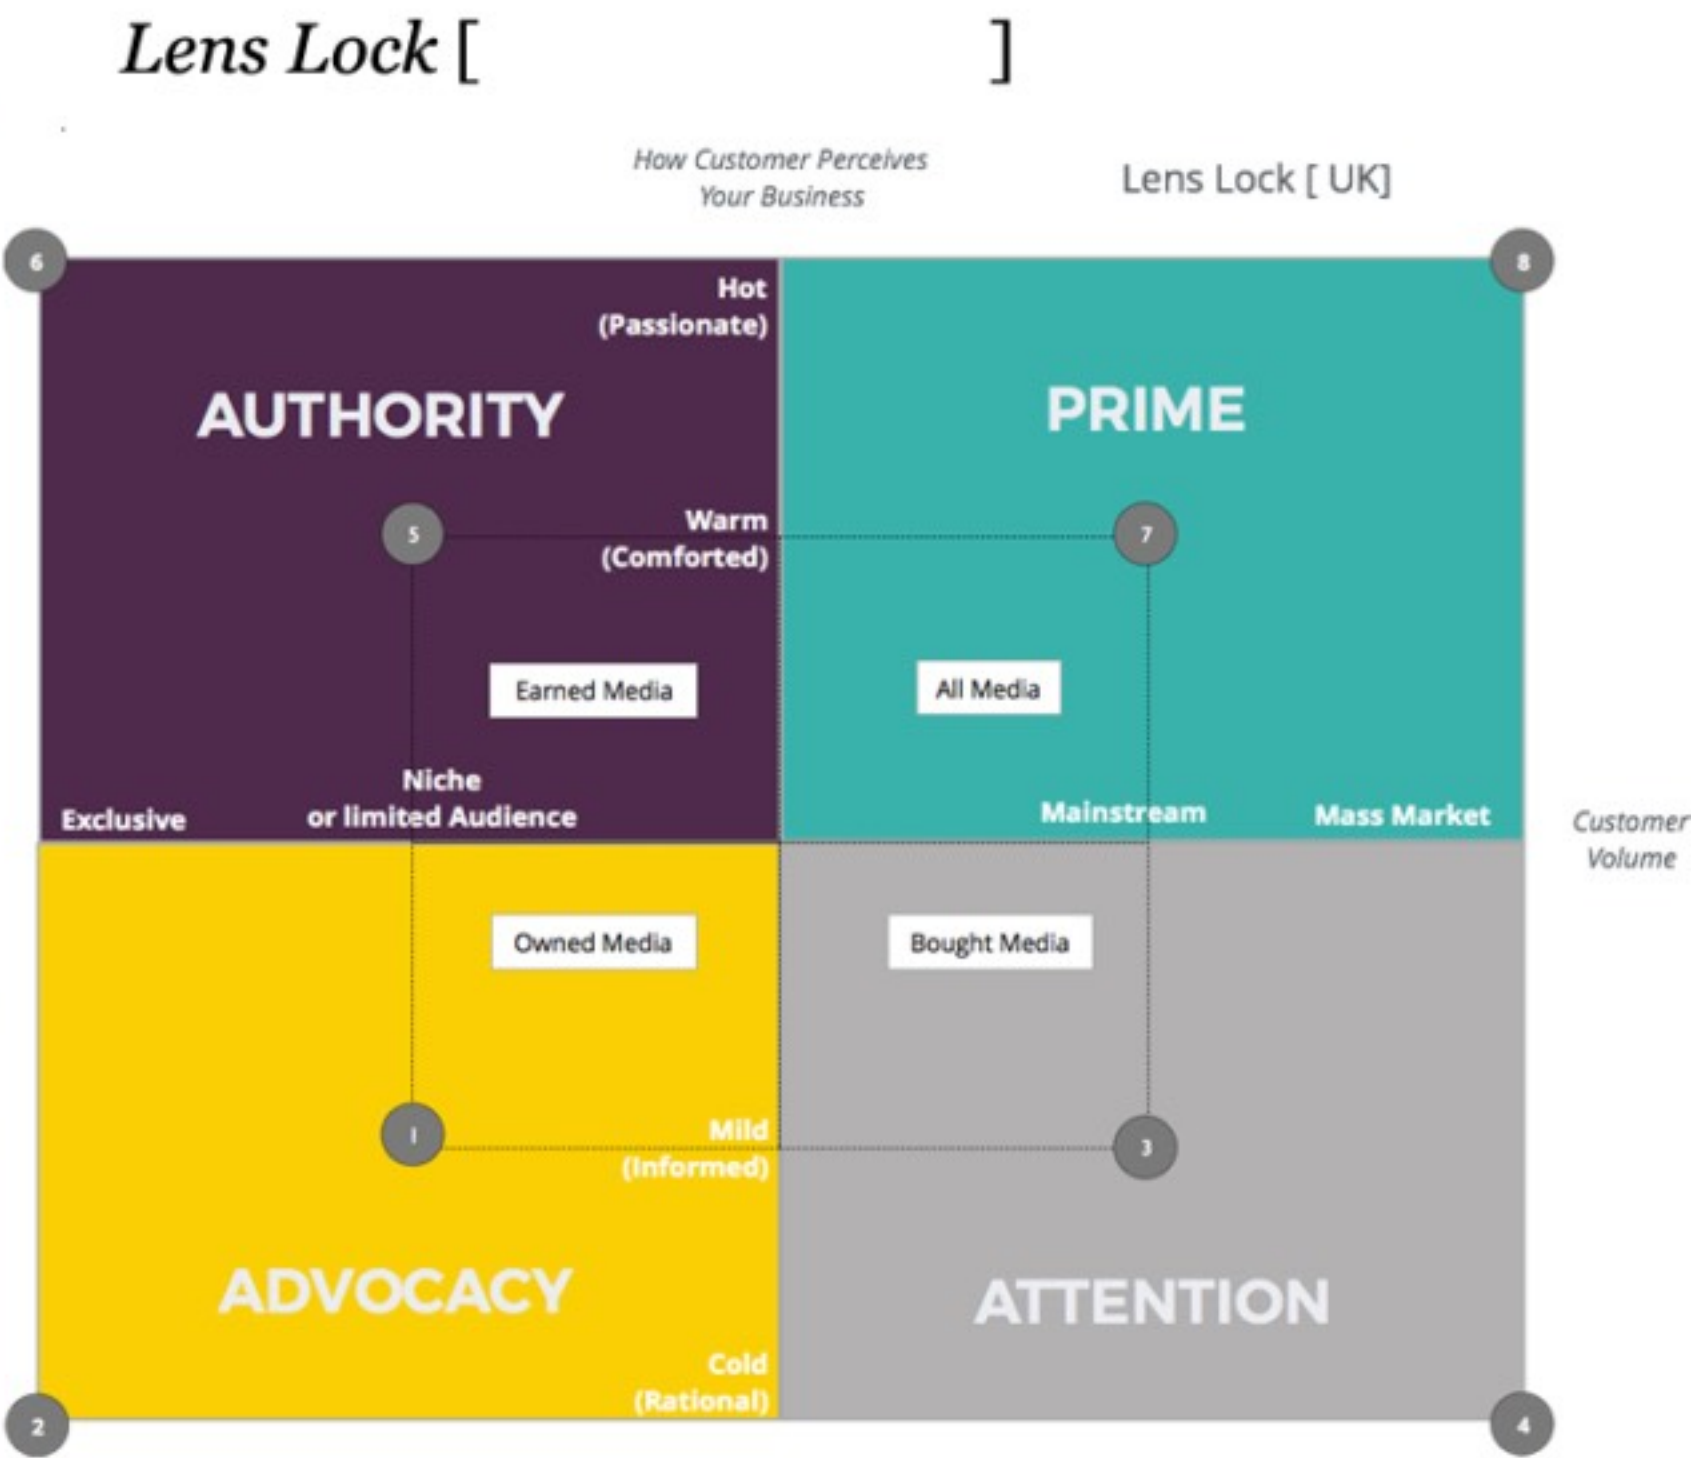 Lens Lock [ ]
How Customer Perceives
Your Business
Lens Lock [ UK]
6
8
Hot
(Passionate)
AUTHORITY
PRIME
5
Warm
(Comforted)
7
Earned Media
All Media
Niche
or limited Audience
Exclusive
Mainstream
Mass Market
Customer
Volume
Owned Media
Bought Media
1
Mild
(Informed)
3
ADVOCACY
ATTENTION
Cold
(Rational)
2
4